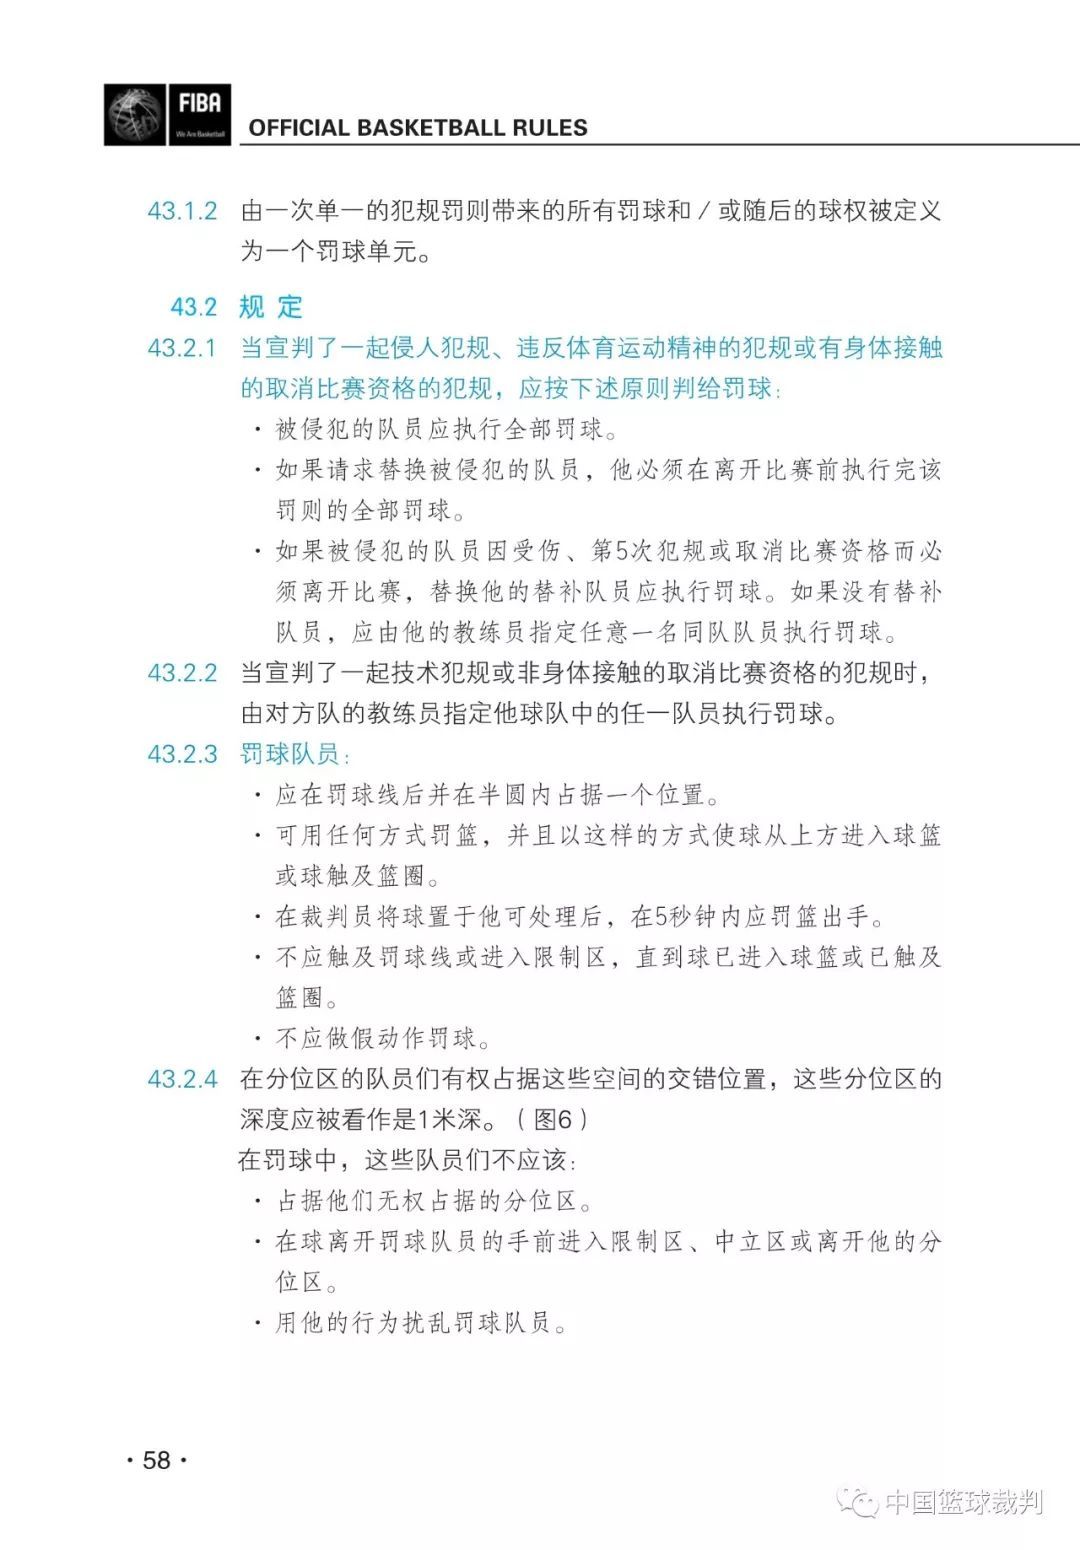 FIBA
We Are Basketball
OFFICIAL BASKETBALL RULES
43.1.2 由一次单一的犯规罚则带来的所有罚球和/或随后的球权被定义
为一个罚球单元。
43.2 规 定
43.2.1 当宣判了一起侵人犯规、违反体育运动精神的犯规或有身体接触
的取消比赛资格的犯规，应按下述原则判给罚球：
· 被侵犯的队员应执行全部罚球。
· 如果请求替换被侵犯的队员，他必须在离开比赛前执行完该
罚则的全部罚球。
· 如果被侵犯的队员因受伤、第5次犯规或取消比赛资格而必
须离开比赛，替换他的替补队员应执行罚球。如果没有替补
队员，应由他的教练员指定任意一名同队队员执行罚球。
43.2.2 当宣判了一起技术犯规或非身体接触的取消比赛资格的犯规时，
由对方队的教练员指定他球队中的任一队员执行罚球。
43.2.3 罚球队员：
· 应在罚球线后并在半圆内占据一个位置。
· 可用任何方式罚篮，并且以这样的方式使球从上方进入球篮
或球触及篮圈。
· 在裁判员将球置于他可处理后，在5秒钟内应罚篮出手。
· 不应触及罚球线或进入限制区，直到球已进入球篮或已触及
篮圈。
· 不应做假动作罚球。
43.2.4 在分位区的队员们有权占据这些空间的交错位置，这些分位区的
深度应被看作是1米深。（图6）
在罚球中，这些队员们不应该：
· 占据他们无权占据的分位区。
· 在球离开罚球队员的手前进入限制区、中立区或离开他的分
位区。
· 用他的行为扰乱罚球队员。
· 58 ·
中国篮球裁判